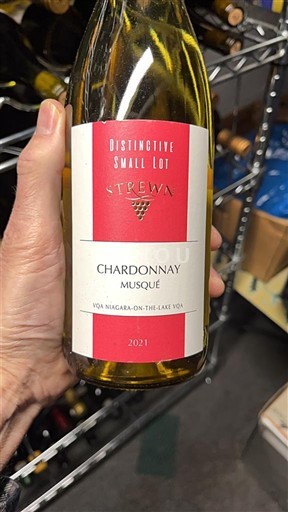 DISTINCTIVE
SMALL LOT
STREWN
CHARDONNAY
MUSQUÉ
VQA NIAGARA-ON-THE-LAKE VQA
2021